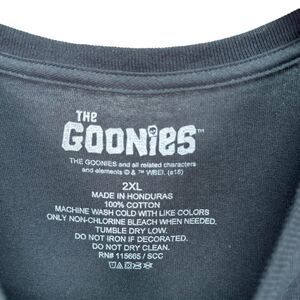 THE
GOONIES™
THE GOONIES and all related characters
and elements © & ™ WBEI. (s18)
2XL
MADE IN HONDURAS
100% COTTON
MACHINE WASH COLD WITH LIKE COLORS
ONLY NON-CHLORINE BLEACH WHEN NEEDED.
TUMBLE DRY LOW.
DO NOT IRON IF DECORATED.
DO NOT DRY CLEAN.
RN# 115665 / SCC